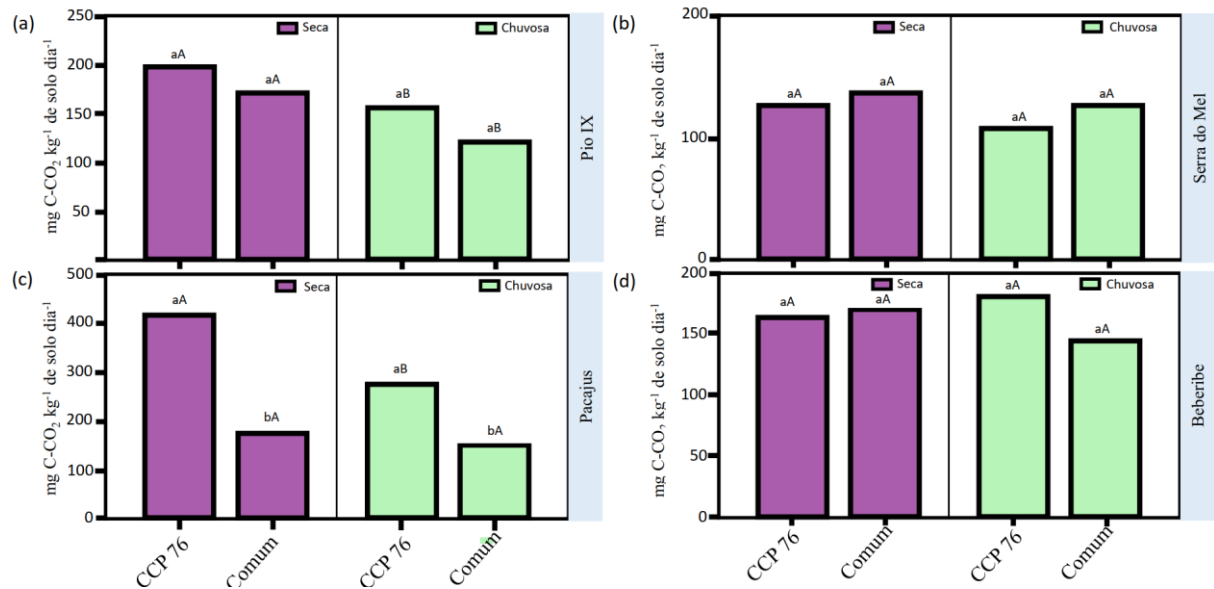 (a)
mg C-CO₂ kg⁻¹ de solo dia⁻¹
250
200
150
100
50
Seca
Chuvosa
aA
aA
aB
aB
Pio IX
(b)
mg C-CO₂ kg⁻¹ de solo dia⁻¹
200
100
0
Seca
Chuvosa
aA
aA
aA
aA
Serra do Mel
(c)
mg C-CO₂ kg⁻¹ de solo dia⁻¹
500
400
300
200
100
0
Seca
Chuvosa
aA
bA
aB
bA
Pacajus
CCP 76
Comum
CCP 76
Comum
(d)
mg C-CO₂ kg⁻¹ de solo dia⁻¹
200
150
100
50
0
Seca
Chuvosa
aA
aA
aA
aA
Beberibe
CCP 76
Comum
CCP 76
Comum